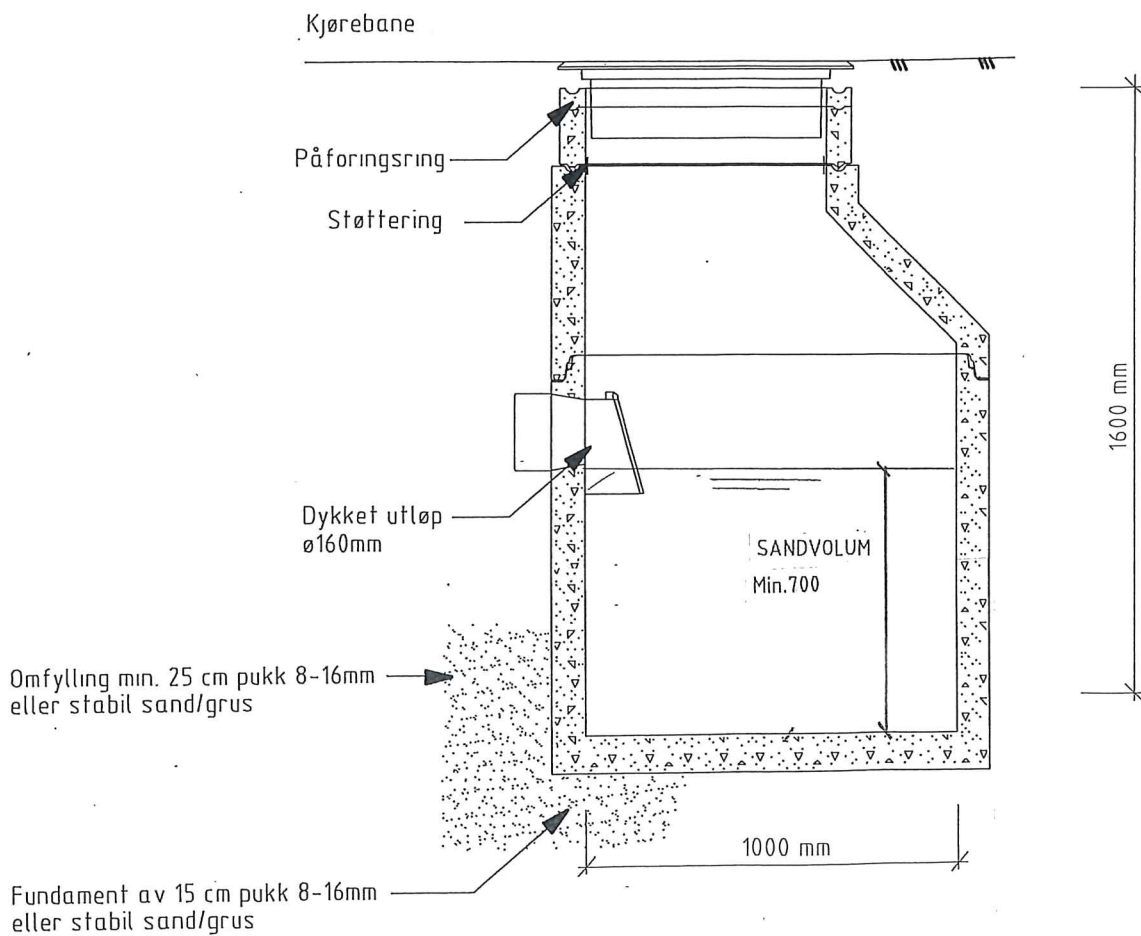 Kjørebane
Påforingsring
Støttering
1600 mm
Dykket utløp
ø160mm
SANDVOLUM
Min.700
Omfylling min. 25 cm pukk 8-16mm
eller stabil sand/grus
1000 mm
Fundament av 15 cm pukk 8-16mm
eller stabil sand/grus